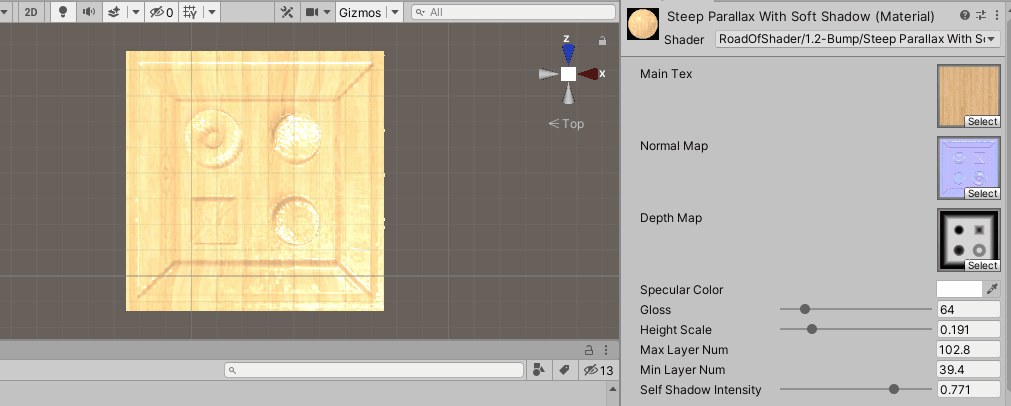 2D
0
Gizmos
All
z
x
Top
13
Steep Parallax With Soft Shadow (Material)
Shader
RoadOfShader/1.2-Bump/Steep Parallax With S
Main Tex
Select
Normal Map
Select
Depth Map
Select
Specular Color
Gloss
64
Height Scale
0.191
Max Layer Num
102.8
Min Layer Num
39.4
Self Shadow Intensity
0.771